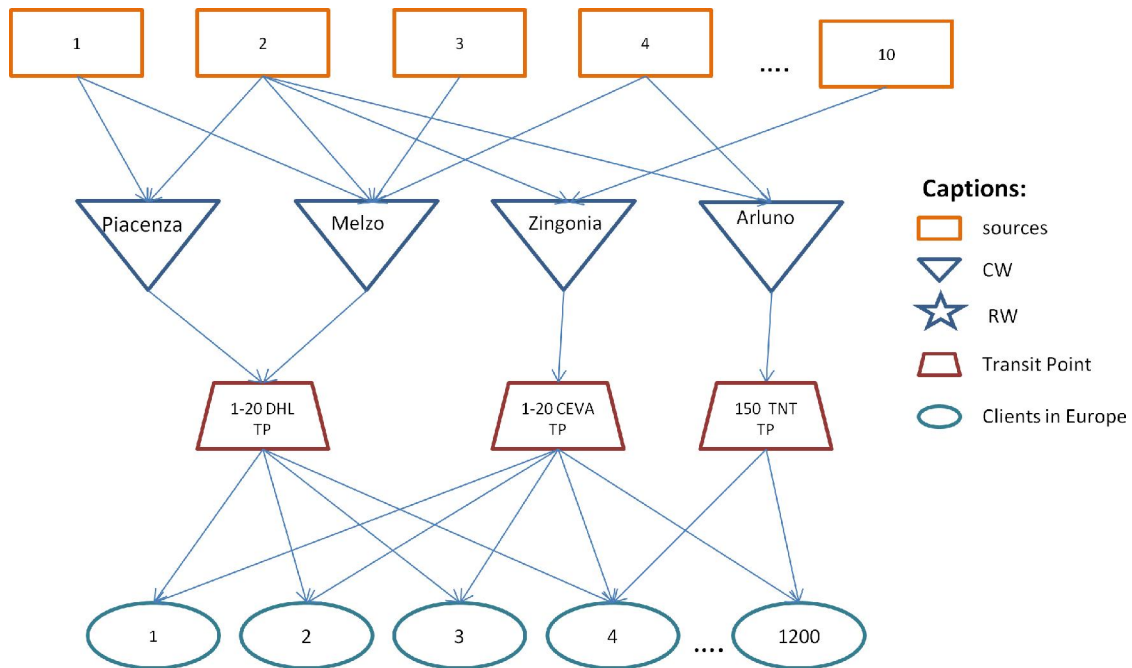 1
2
3
4
....
10
Piacenza
Melzo
Zingonia
Arluno
Captions:
sources
CW
RW
Transit Point
Clients in Europe
1-20 DHL
TP
1-20 CEVA
TP
150 TNT
TP
1
2
3
4
....
1200